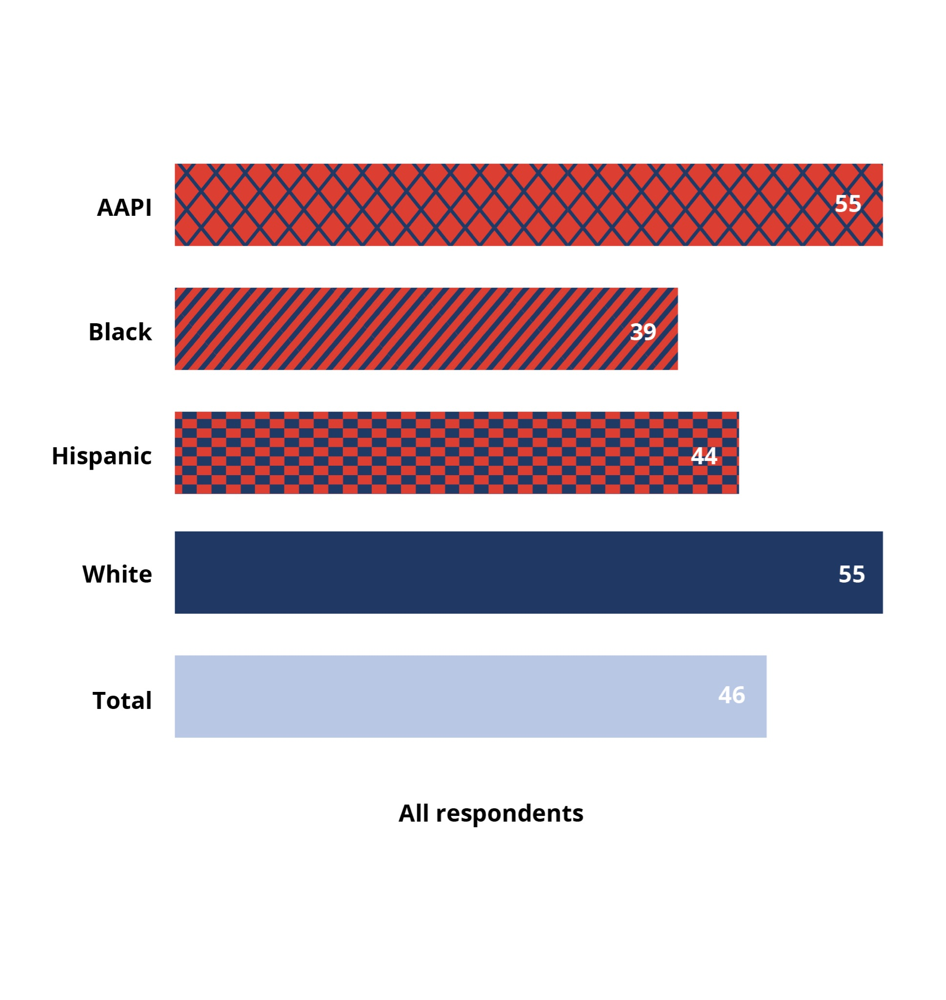 AAPI 55
Black 39
Hispanic 44
White 55
Total 46
All respondents